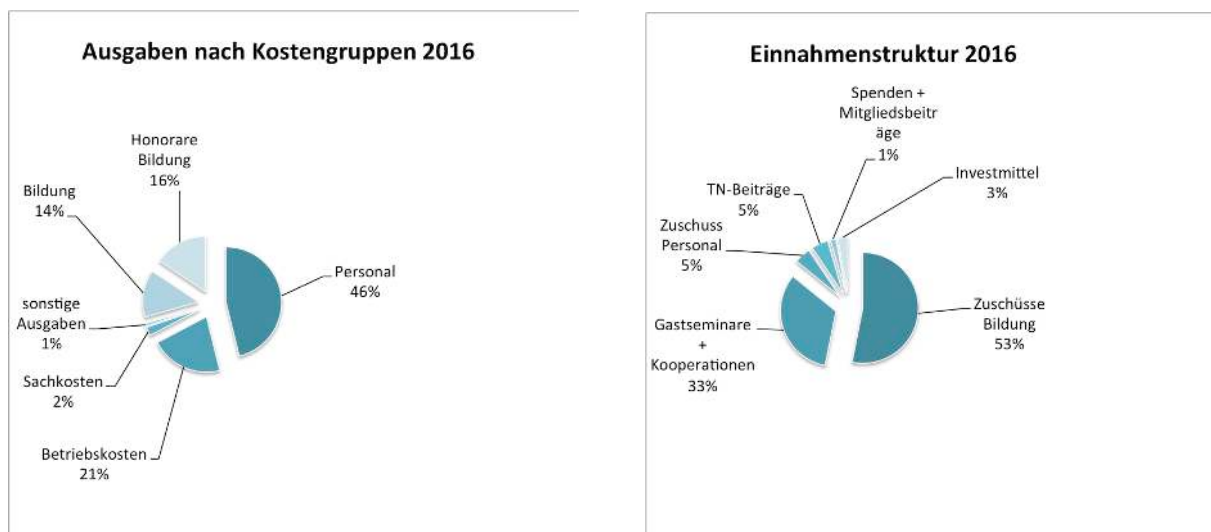 Ausgaben nach Kostengruppen 2016
Honorare
Bildung
16%
Bildung
14%
Personal
46%
sonstige
Ausgaben
1%
Sachkosten
2%
Betriebskosten
21%
Einnahmenstruktur 2016
Spenden +
Mitgliedsbeitr
äge
1%
Investmittel
3%
TN-Beiträge
5%
Zuschuss
Personal
5%
Zuschüsse
Bildung
53%
Gastseminare
+
Kooperationen
33%